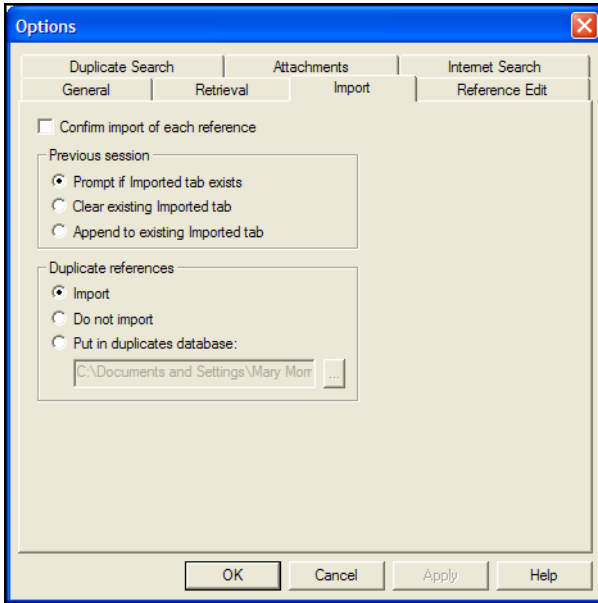 Options
Duplicate Search Attachments Internet Search
General Retrieval Import Reference Edit
Confirm import of each reference
Previous session
Prompt if Imported tab exists
Clear existing Imported tab
Append to existing Imported tab
Duplicate references
Import
Do not import
Put in duplicates database:
C:\Documents and Settings\Mary Morr ...
OK Cancel Apply Help